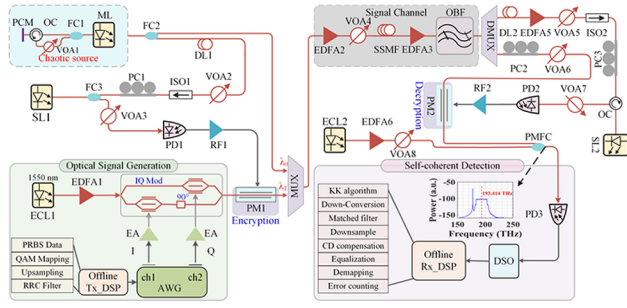 PCM
OC
FC1
ML
VOA1
Chaotic source
FC2
DL1
FC3
PC1
ISO1
VOA2
SL1
VOA3
PD1
RF1
Optical Signal Generation
1550 nm
EDFA1
IQ Mod
90°
ECL1
EA
EA
I
Q
PM1
Encryption
MUX
PRBS Data
QAM Mapping
Upsampling
RRC Filter
Offline
Tx_DSP
ch1
ch2
AWG
Signal Channel
EDFA2
VOA4
SSMF
EDFA3
OBF
DMUX
DL2
EDFA5
VOA5
ISO2
PC2
VOA6
PC3
Decryption
PM2
RF2
PD2
VOA7
OC
SL2
ECL2
EDFA6
VOA8
PMFC
Self-coherent Detection
KK algorithm
Down-Conversion
Matched filter
Downsample
CD compensation
Equalization
Demapping
Error counting
Power (a.u.)
193.414 THz
193
196
200
Frequency (THz)
PD3
Offline
Rx_DSP
DSO